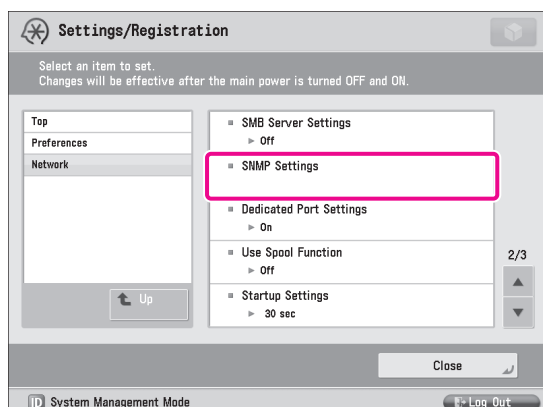 Settings/Registration
Select an item to set.
Changes will be effective after the main power is turned OFF and ON.
Top
Preferences
Network
Up
SMB Server Settings
Off
SNMP Settings
Dedicated Port Settings
On
Use Spool Function
Off
Startup Settings
30 sec
2/3
Close
ID System Management Mode
Log Out